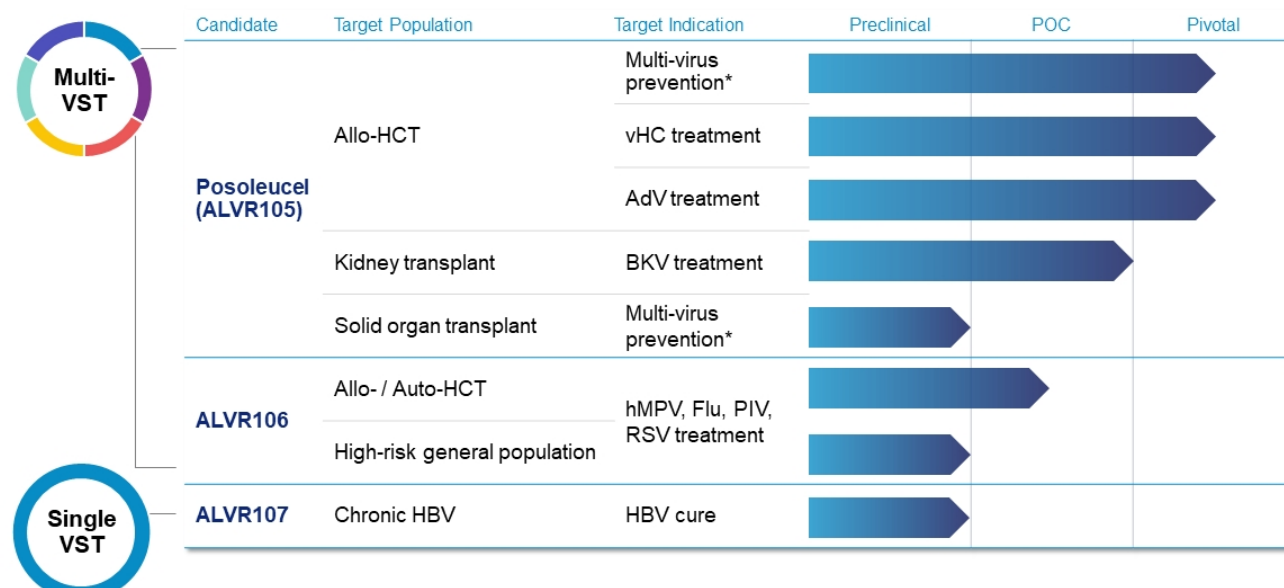 Candidate
Target Population
Target Indication
Preclinical
POC
Pivotal
Multi-
VST
Posoleucel
(ALVR105)
Allo-HCT
Multi-virus
prevention*
vHC treatment
AdV treatment
Kidney transplant
BKV treatment
Solid organ transplant
Multi-virus
prevention*
ALVR106
Allo- / Auto-HCT
hMPV, Flu, PIV,
RSV treatment
High-risk general population
Single
VST
ALVR107
Chronic HBV
HBV cure